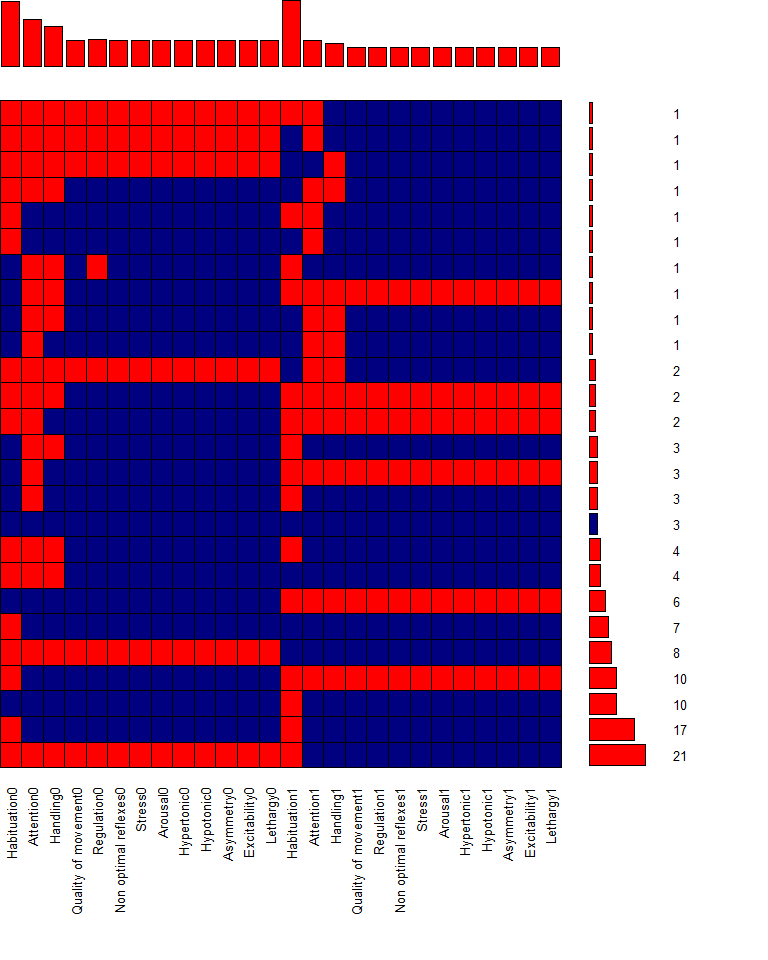 1
1
1
1
1
1
1
1
1
1
2
2
2
3
3
3
3
4
4
6
7
8
10
10
17
21
Habituation0
Attention0
Handling0
Quality of movement0
Regulation0
Non optimal reflexes0
Stress0
Arousal0
Hypertonic0
Hypotonic0
Asymmetry0
Excitability0
Lethargy0
Habituation1
Attention1
Handling1
Quality of movement1
Regulation1
Non optimal reflexes1
Stress1
Arousal1
Hypertonic1
Hypotonic1
Asymmetry1
Excitability1
Lethargy1